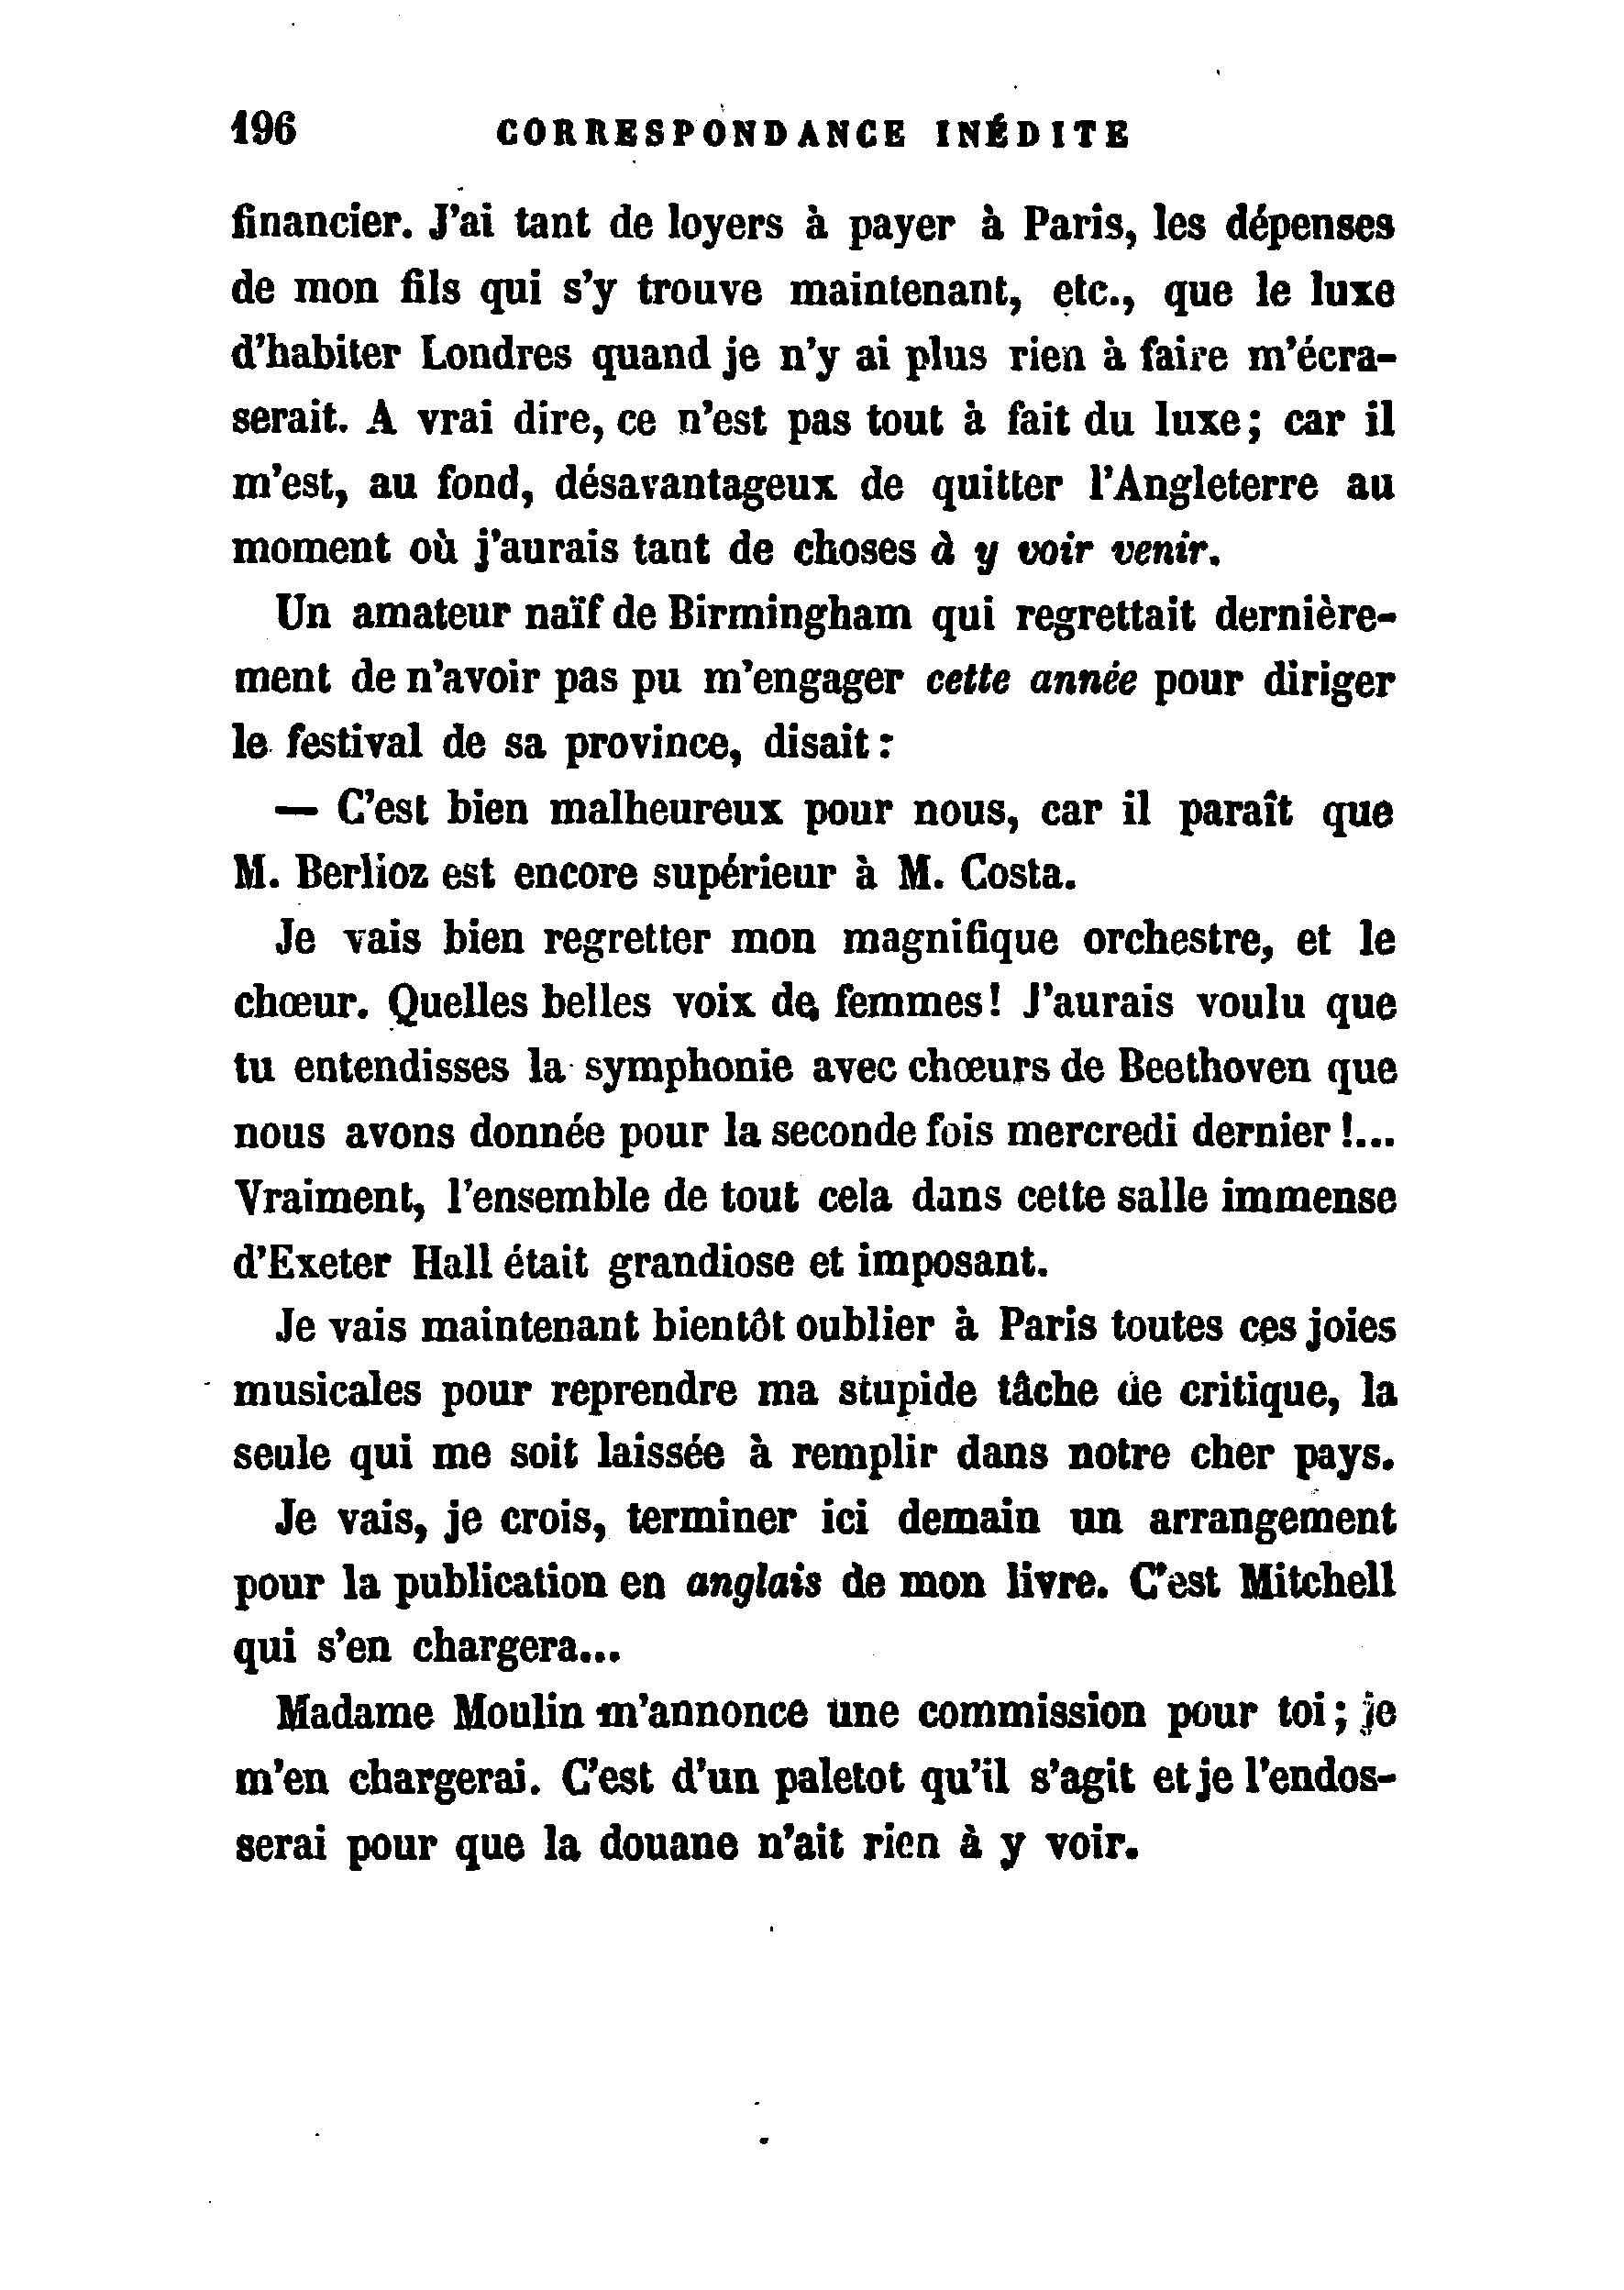 196 CORRESPONDANCE INÉDITE
financier. J'ai tant de loyers à payer à Paris, les dépenses
de mon fils qui s'y trouve maintenant, etc., que le luxe
d'habiter Londres quand je n'y ai plus rien à faire m'écra-
serait. A vrai dire, ce n'est pas tout à fait du luxe; car il
m'est, au fond, désavantageux de quitter l'Angleterre au
moment où j'aurais tant de choses à y voir venir.
Un amateur naïf de Birmingham qui regrettait dernière-
ment de n'avoir pas pu m'engager cette année pour diriger
le festival de sa province, disait :
— C'est bien malheureux pour nous, car il paraît que
M. Berlioz est encore supérieur à M. Costa.
Je vais bien regretter mon magnifique orchestre, et le
chœur. Quelles belles voix de femmes! J'aurais voulu que
tu entendisses la symphonie avec chœurs de Beethoven que
nous avons donnée pour la seconde fois mercredi dernier !...
Vraiment, l'ensemble de tout cela dans cette salle immense
d'Exeter Hall était grandiose et imposant.
Je vais maintenant bientôt oublier à Paris toutes ces joies
musicales pour reprendre ma stupide tâche de critique, la
seule qui me soit laissée à remplir dans notre cher pays.
Je vais, je crois, terminer ici demain un arrangement
pour la publication en anglais de mon livre. C'est Mitchell
qui s'en chargera...
Madame Moulin m'annonce une commission pour toi; je
m'en chargerai. C'est d'un paletot qu'il s'agit et je l'endos-
serai pour que la douane n'ait rien à y voir.